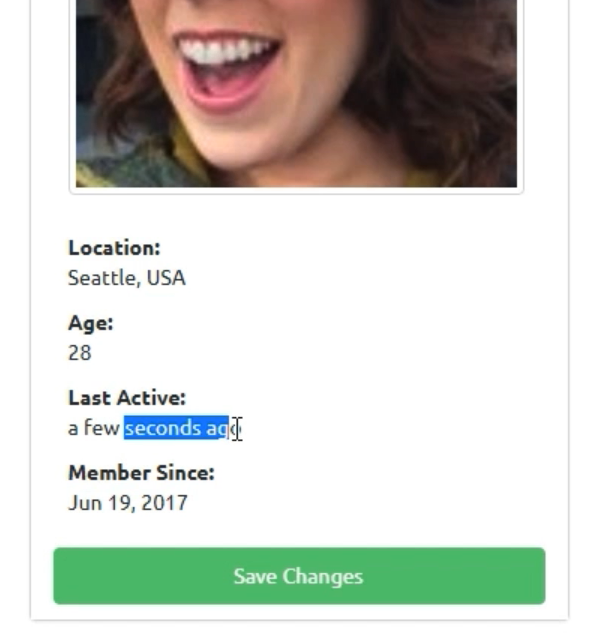 Location:
Seattle, USA
Age:
28
Last Active:
a few seconds ago
Member Since:
Jun 19, 2017
Save Changes